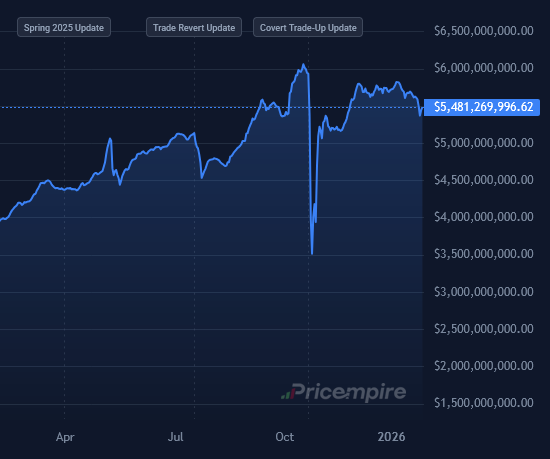 Spring 2025 Update
Trade Revert Update
Covert Trade-Up Update
$6,500,000,000.00
$6,000,000,000.00
$5,481,269,996.62
$5,000,000,000.00
$4,500,000,000.00
$4,000,000,000.00
$3,500,000,000.00
$3,000,000,000.00
$2,500,000,000.00
$2,000,000,000.00
$1,500,000,000.00
Pricempire
Apr
Jul
Oct
2026